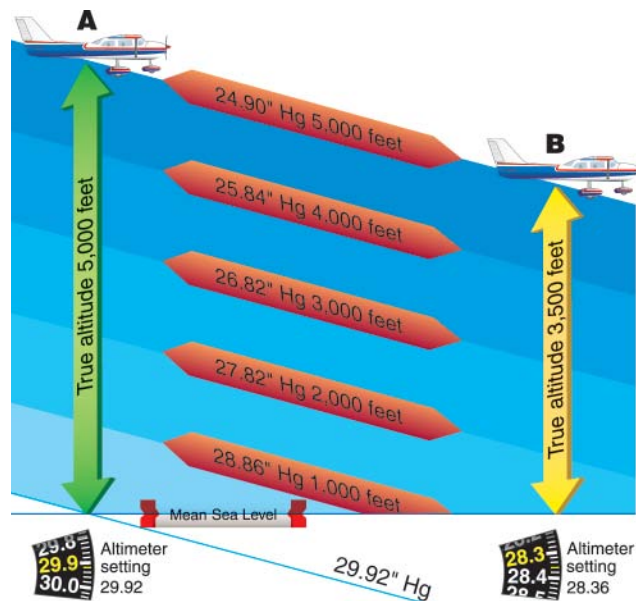 A
B
24.90" Hg 5,000 feet
25.84" Hg 4,000 feet
26.82" Hg 3,000 feet
27.82" Hg 2,000 feet
28.86" Hg 1,000 feet
True altitude 5,000 feet
True altitude 3,500 feet
Mean Sea Level
29.92" Hg
29.8
29.9
30.0
Altimeter
setting
29.92
28.3
28.4
Altimeter
setting
28.36